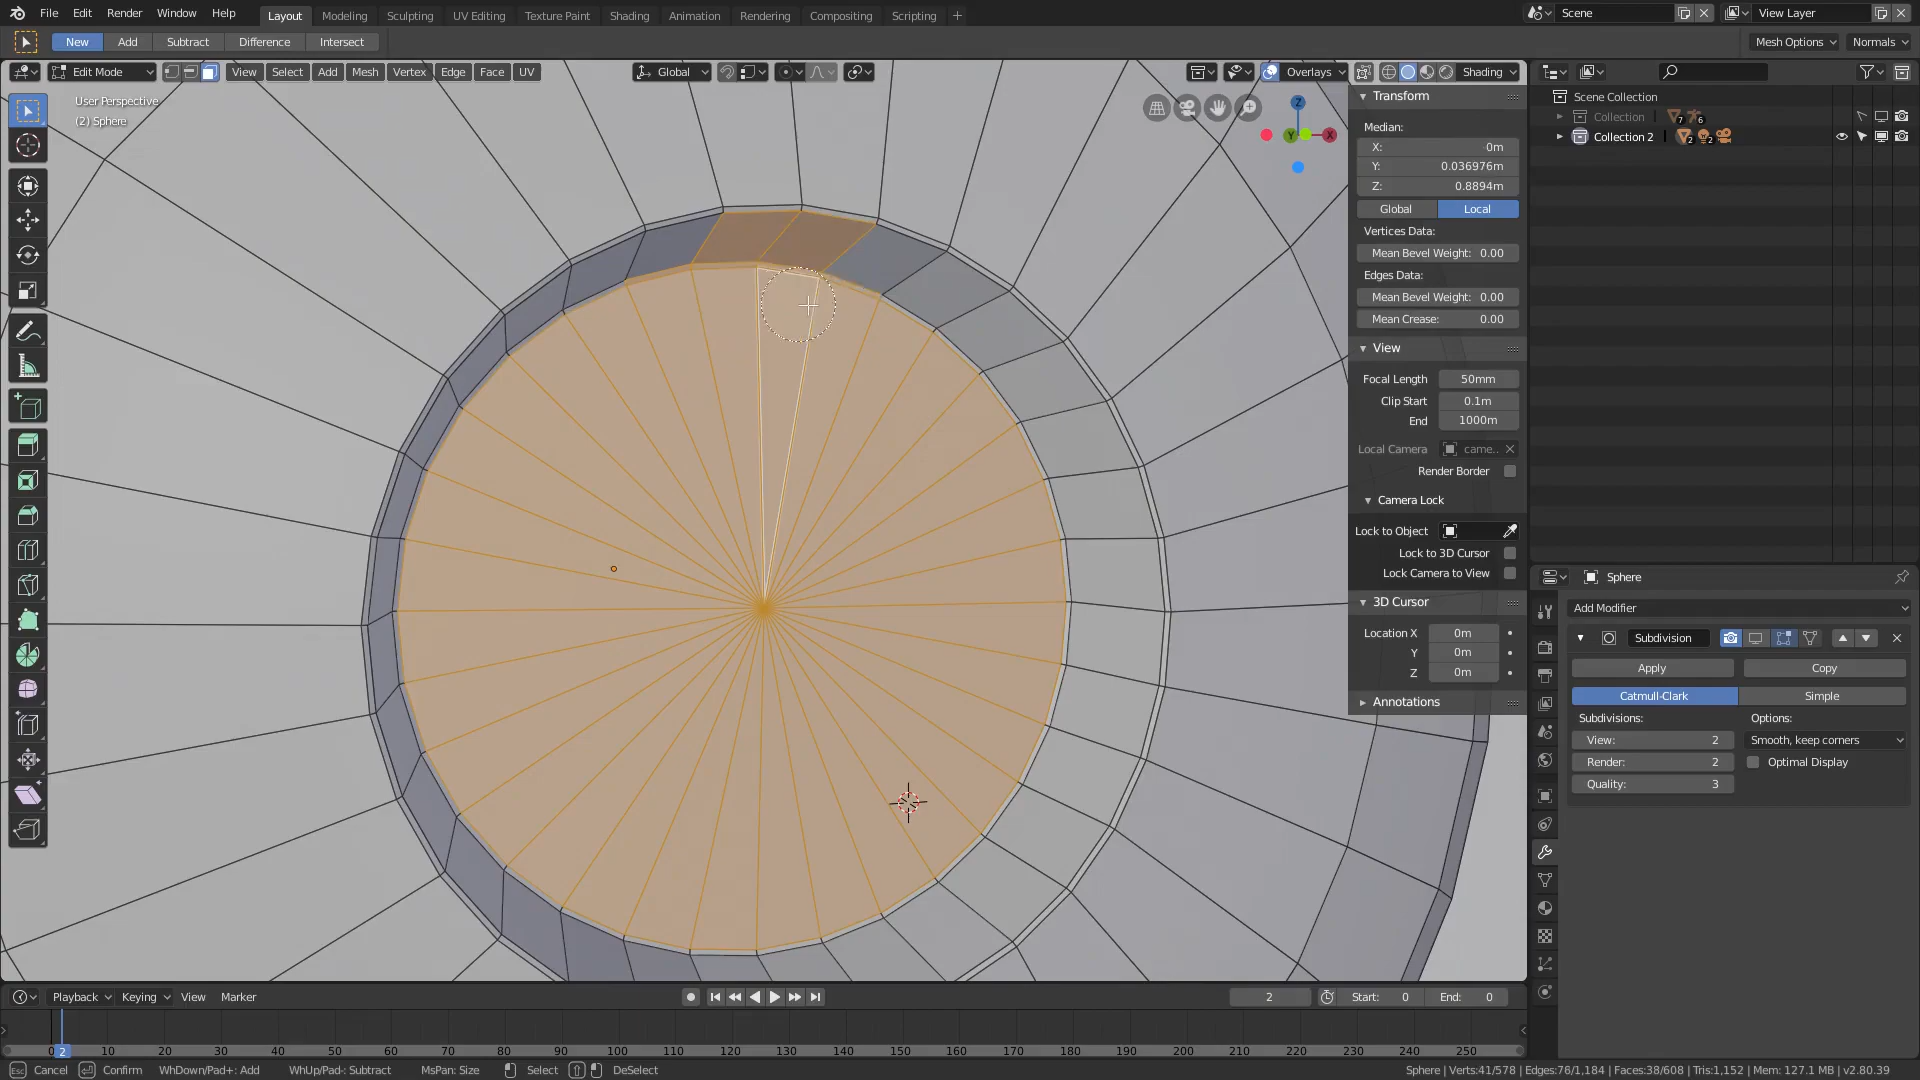 File Edit Render Window Help Layout Modeling Sculpting UV Editing Texture Paint Shading Animation Rendering Compositing Scripting + Scene View Layer
New Add Subtract Difference Intersect Mesh Options Normals
Edit Mode View Select Add Mesh Vertex Edge Face UV Global Overlays Shading
User Perspective
(2) Sphere
Z
Y
X
Transform
Median:
X: 0m
Y: 0.036976m
Z: 0.8894m
Global Local
Vertices Data:
Mean Bevel Weight: 0.00
Edges Data:
Mean Bevel Weight: 0.00
Mean Crease: 0.00
View
Focal Length 50mm
Clip Start 0.1m
End 1000m
Local Camera came..
Render Border
Camera Lock
Lock to Object
Lock to 3D Cursor
Lock Camera to View
3D Cursor
Location X 0m
Y 0m
Z 0m
Annotations
Scene Collection
Collection 7 6
Collection 2 2 2
Sphere
Add Modifier
Subdivision
Apply Copy
Catmull-Clark Simple
Subdivisions: Options:
View: 2 Smooth, keep corners
Render: 2 Optimal Display
Quality: 3
Playback Keying View Marker 2 Start: 0 End: 0
0 2 10 20 30 40 50 60 70 80 90 100 110 120 130 140 150 160 170 180 190 200 210 220 230 240 250
Esc Cancel Confirm WhDown/Pad+: Add WhUp/Pad-: Subtract MsPan: Size Select DeSelect Sphere | Verts:41/578 | Edges:76/1,184 | Faces:38/608 | Tris:1,152 | Mem: 127.1 MB | v2.80.39